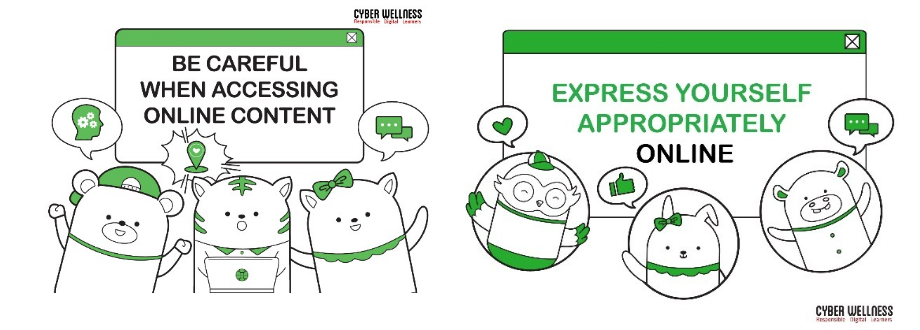 CYBER WELLNESS
Responsible Digital Learners
BE CAREFUL
WHEN ACCESSING
ONLINE CONTENT
EXPRESS YOURSELF
APPROPRIATELY
ONLINE
CYBER WELLNESS
Responsible Digital Learners